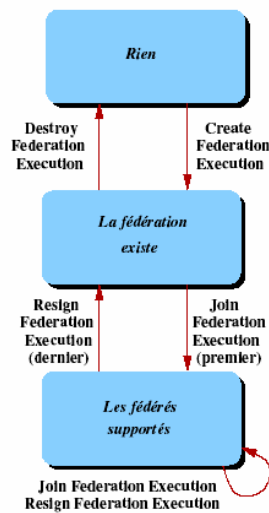 Rien
Destroy
Federation
Execution
Create
Federation
Execution
La fédération
existe
Resign
Federation
Execution
(dernier)
Join
Federation
Execution
(premier)
Les fédérés
supportés
Join Federation Execution
Resign Federation Execution